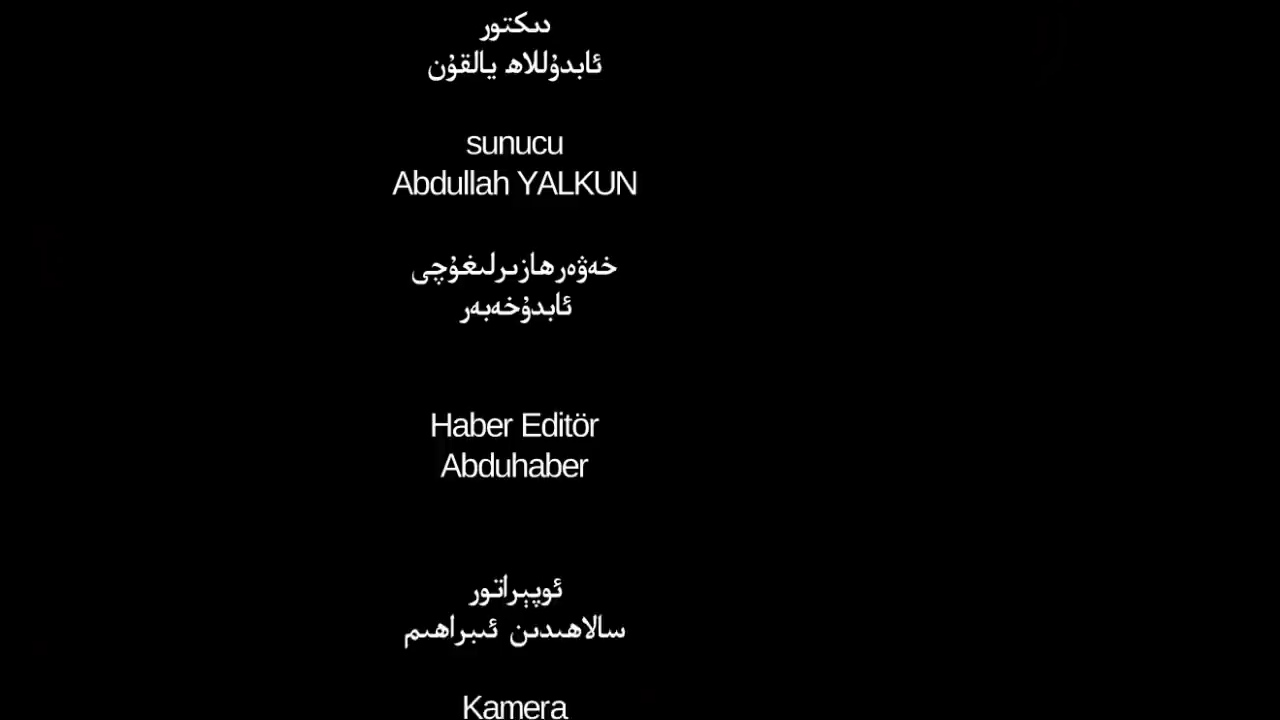 دىكتور
ئابدۇللاھ يالقۇن
sunucu
Abdullah YALKUN
خەۋەرھازىرلىغۇچى
ئابدۇخەبەر
Haber Editör
Abduhaber
ئوپېراتور
سالاھىدىن ئىبراھىم
Kamera